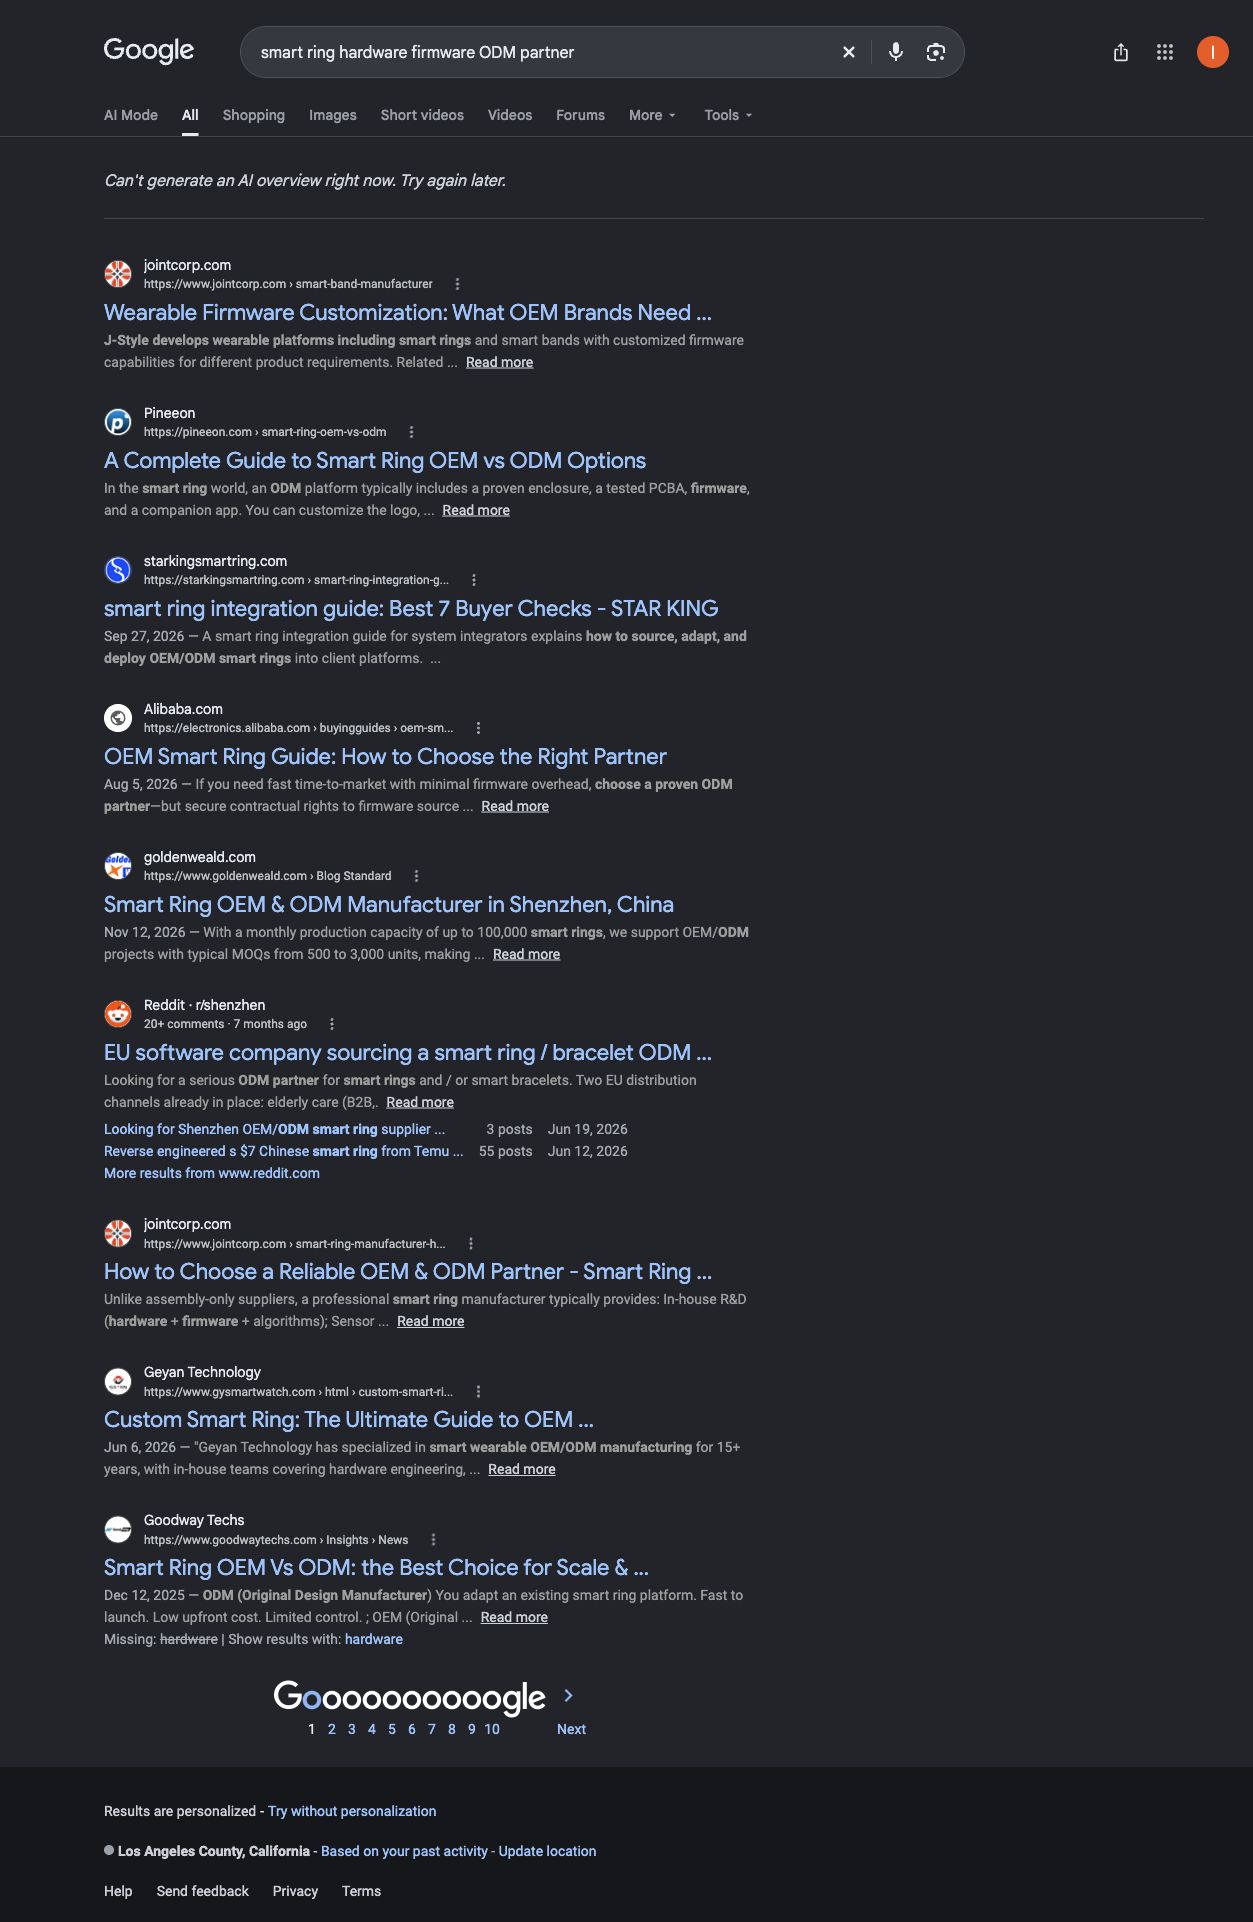 Google
smart ring hardware firmware ODM partner
I
AI Mode All Shopping Images Short videos Videos Forums More Tools
Can't generate an AI overview right now. Try again later.
jointcorp.com
https://www.jointcorp.com › smart-band-manufacturer
Wearable Firmware Customization: What OEM Brands Need ...
J-Style develops wearable platforms including smart rings and smart bands with customized firmware
capabilities for different product requirements. Related ... Read more
Pineeon
https://pineeon.com › smart-ring-oem-vs-odm
A Complete Guide to Smart Ring OEM vs ODM Options
In the smart ring world, an ODM platform typically includes a proven enclosure, a tested PCBA, firmware,
and a companion app. You can customize the logo, ... Read more
starkingsmartring.com
https://starkingsmartring.com › smart-ring-integration-g...
smart ring integration guide: Best 7 Buyer Checks - STAR KING
Sep 27, 2026 — A smart ring integration guide for system integrators explains how to source, adapt, and
deploy OEM/ODM smart rings into client platforms. ...
Alibaba.com
https://electronics.alibaba.com › buyingguides › oem-sm...
OEM Smart Ring Guide: How to Choose the Right Partner
Aug 5, 2026 — If you need fast time-to-market with minimal firmware overhead, choose a proven ODM
partner—but secure contractual rights to firmware source ... Read more
goldenweald.com
https://www.goldenweald.com › Blog Standard
Smart Ring OEM & ODM Manufacturer in Shenzhen, China
Nov 12, 2026 — With a monthly production capacity of up to 100,000 smart rings, we support OEM/ODM
projects with typical MOQs from 500 to 3,000 units, making ... Read more
Reddit · r/shenzhen
20+ comments · 7 months ago
EU software company sourcing a smart ring / bracelet ODM ...
Looking for a serious ODM partner for smart rings and / or smart bracelets. Two EU distribution
channels already in place: elderly care (B2B,. Read more
Looking for Shenzhen OEM/ODM smart ring supplier ... 3 posts Jun 19, 2026
Reverse engineered s $7 Chinese smart ring from Temu ... 55 posts Jun 12, 2026
More results from www.reddit.com
jointcorp.com
https://www.jointcorp.com › smart-ring-manufacturer-h...
How to Choose a Reliable OEM & ODM Partner - Smart Ring ...
Unlike assembly-only suppliers, a professional smart ring manufacturer typically provides: In-house R&D
(hardware + firmware + algorithms); Sensor ... Read more
Geyan Technology
https://www.gysmartwatch.com › html › custom-smart-ri...
Custom Smart Ring: The Ultimate Guide to OEM ...
Jun 6, 2026 — "Geyan Technology has specialized in smart wearable OEM/ODM manufacturing for 15+
years, with in-house teams covering hardware engineering, ... Read more
Goodway Techs
https://www.goodwaytechs.com › Insights › News
Smart Ring OEM Vs ODM: the Best Choice for Scale & ...
Dec 12, 2025 — ODM (Original Design Manufacturer) You adapt an existing smart ring platform. Fast to
launch. Low upfront cost. Limited control. ; OEM (Original ... Read more
Missing: hardware | Show results with: hardware
Goooooooooogle
1 2 3 4 5 6 7 8 9 10 Next
Results are personalized - Try without personalization
Los Angeles County, California - Based on your past activity - Update location
Help Send feedback Privacy Terms